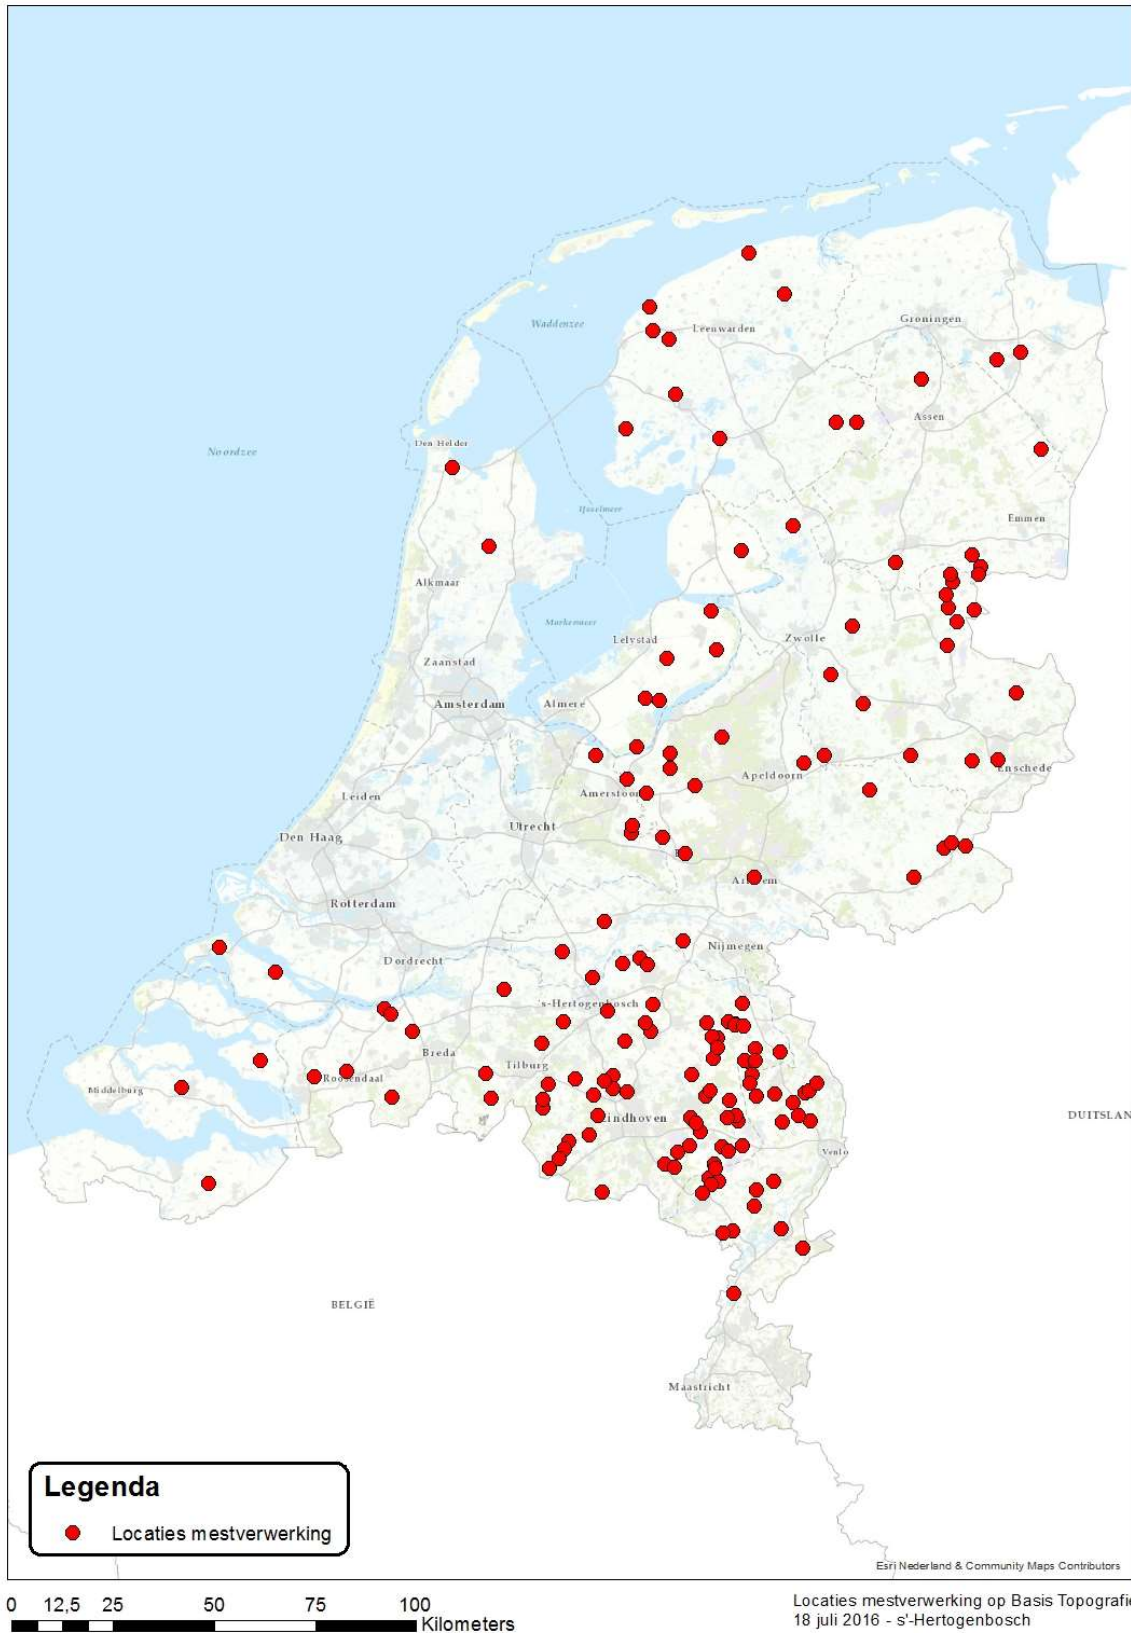 Waddenzee
Leeuwarden
Groningen
Assen
Den Helder
Noordzee
IJsselmeer
Emmen
Alkmaar
Markermeer
Lelystad
Zwolle
Zaanstad
Amsterdam
Almere
Apeldoorn
Enschede
Amersfoort
Leiden
Utrecht
Den Haag
Arnhem
Rotterdam
Nijmegen
Dordrecht
's-Hertogenbosch
Breda
Tilburg
Roosendaal
Middelburg
Eindhoven
DUITSLAN
Venlo
BELGIË
Maastricht
Legenda
Locaties mestverwerking
Esri Nederland & Community Maps Contributors
0 12,5 25 50 75 100
Kilometers
Locaties mestverwerking op Basis Topografie
18 juli 2016 - s'-Hertogenbosch